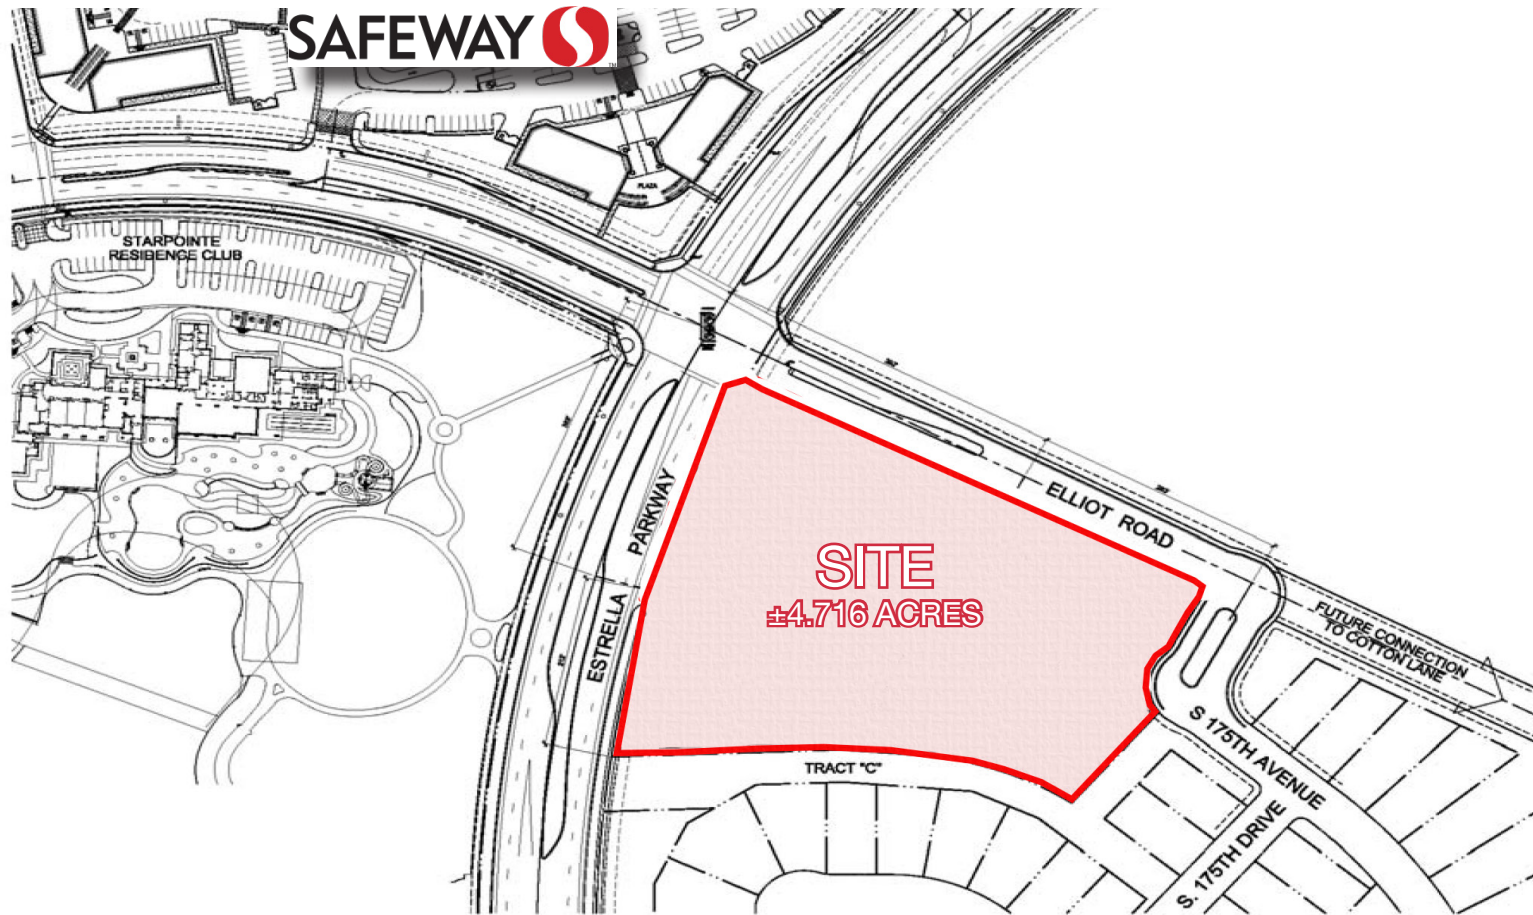 SAFEWAY
TM
PLAZA
STARPOINTE
RESIDENCE CLUB
ELLIOT ROAD
PARKWAY
ESTRELLA
SITE
±4.716 ACRES
FUTURE CONNECTION
TO COTTON LANE
S 175TH AVENUE
TRACT "C"
S. 175TH DRIVE